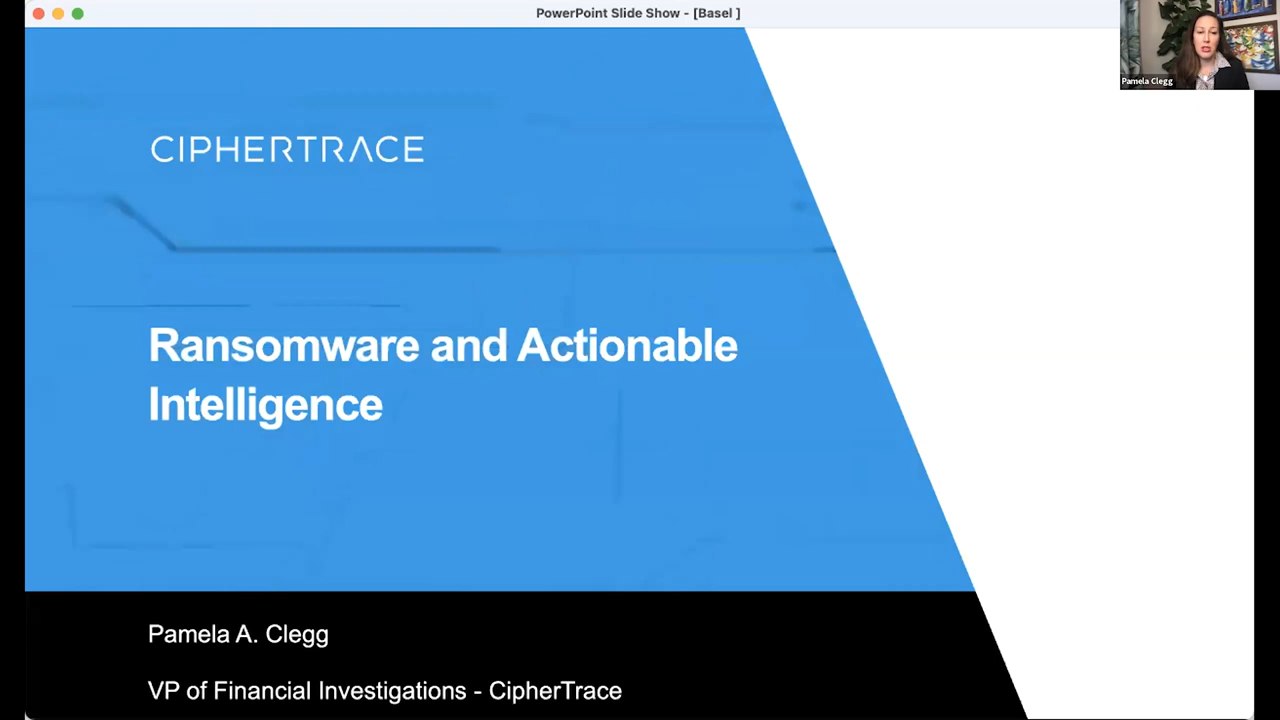 PowerPoint Slide Show - [Basel ]
Pamela Clegg
CIPHERTRACE
Ransomware and Actionable
Intelligence
Pamela A. Clegg
VP of Financial Investigations - CipherTrace